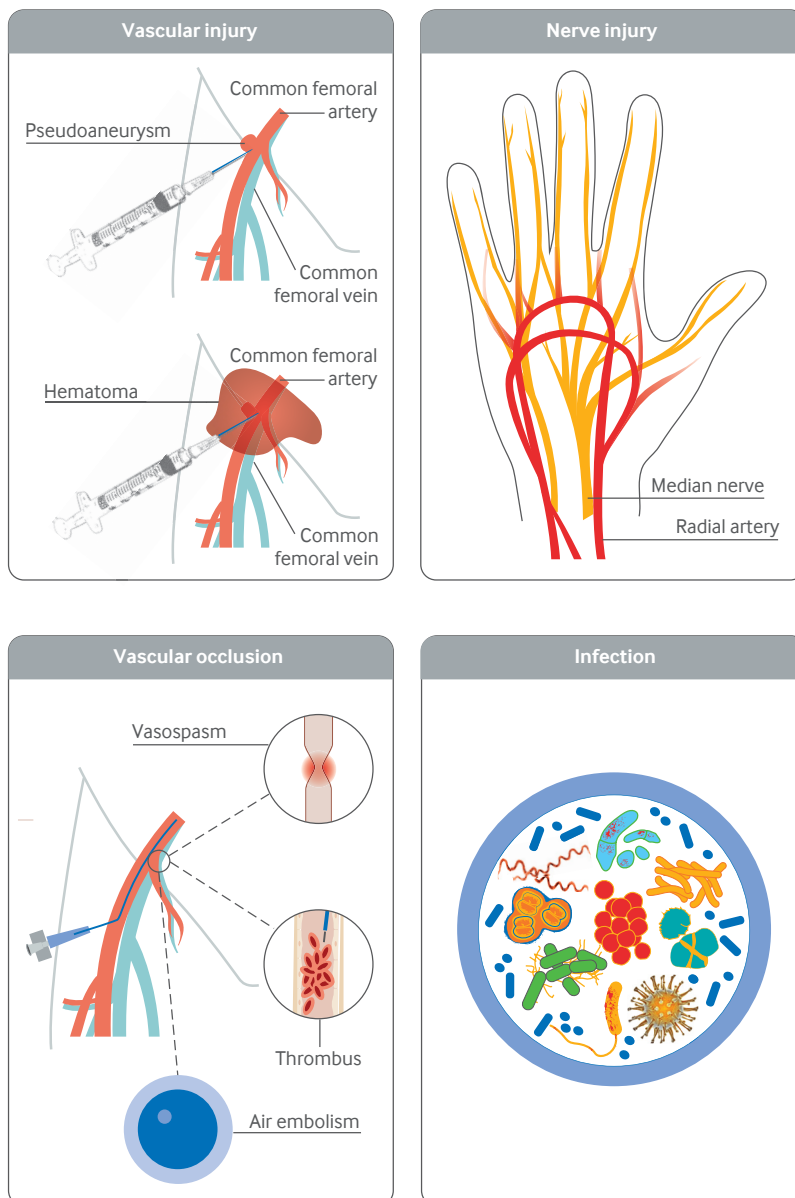 Vascular injury
Common femoral
artery
Pseudoaneurysm
Common
femoral vein
Common femoral
artery
Hematoma
Common
femoral vein
Nerve injury
Median nerve
Radial artery
Vascular occlusion
Vasospasm
Thrombus
Air embolism
Infection